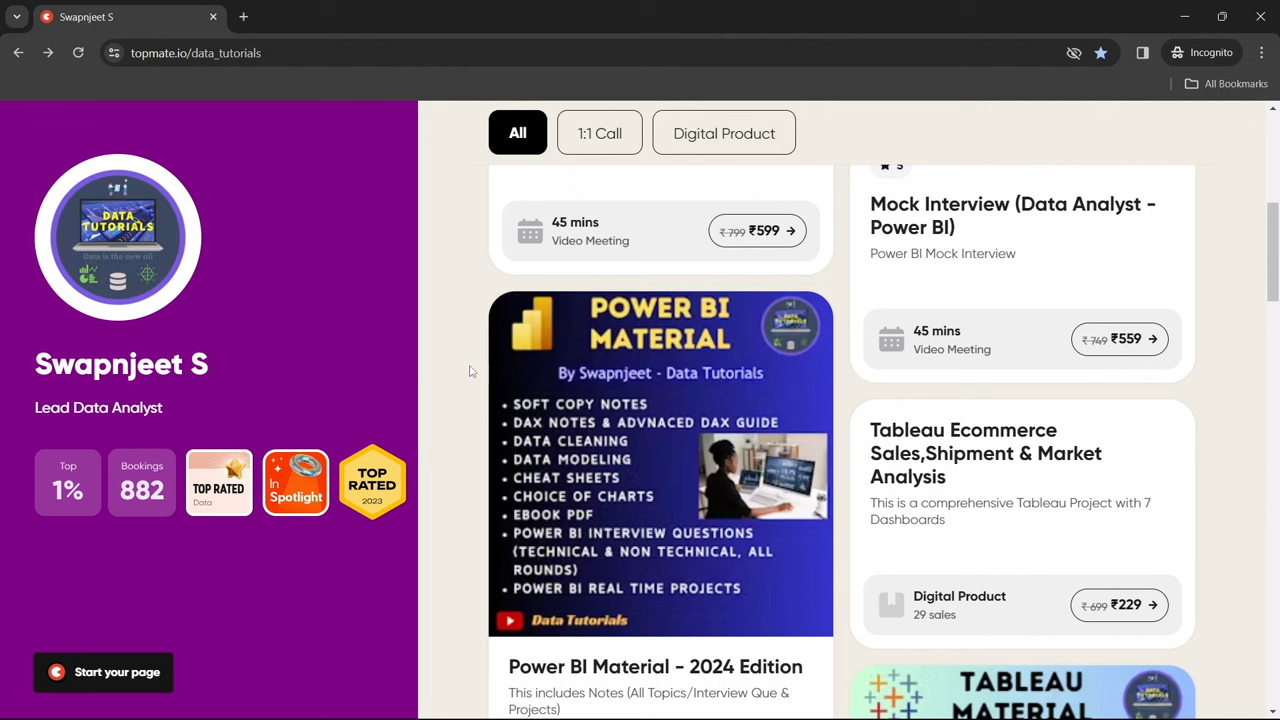 Swapnjeet S
topmate.io/data_tutorials
Incognito
All Bookmarks
DATA
TUTORIALS
Data is the new oil
Swapnjeet S
Lead Data Analyst
Top
1%
Bookings
882
TOP RATED
Data
In
Spotlight
TOP
RATED
2023
Start your page
All
1:1 Call
Digital Product
45 mins
Video Meeting
₹ 799 ₹599
POWER BI
MATERIAL
DATA
TUTORIALS
By Swapnjeet - Data Tutorials
• SOFT COPY NOTES
• DAX NOTES & ADVNACED DAX GUIDE
• DATA CLEANING
• DATA MODELING
• CHEAT SHEETS
• CHOICE OF CHARTS
• EBOOK PDF
• POWER BI INTERVIEW QUESTIONS
(TECHNICAL & NON TECHNICAL, ALL
ROUNDS)
• POWER BI REAL TIME PROJECTS
Data Tutorials
Power BI Material - 2024 Edition
This includes Notes (All Topics/Interview Que &
Projects)
5
Mock Interview (Data Analyst -
Power BI)
Power BI Mock Interview
45 mins
Video Meeting
₹ 749 ₹559
Tableau Ecommerce
Sales,Shipment & Market
Analysis
This is a comprehensive Tableau Project with 7
Dashboards
Digital Product
29 sales
₹ 699 ₹229
TABLEAU
MATERIAL
DATA
TUTORIALS